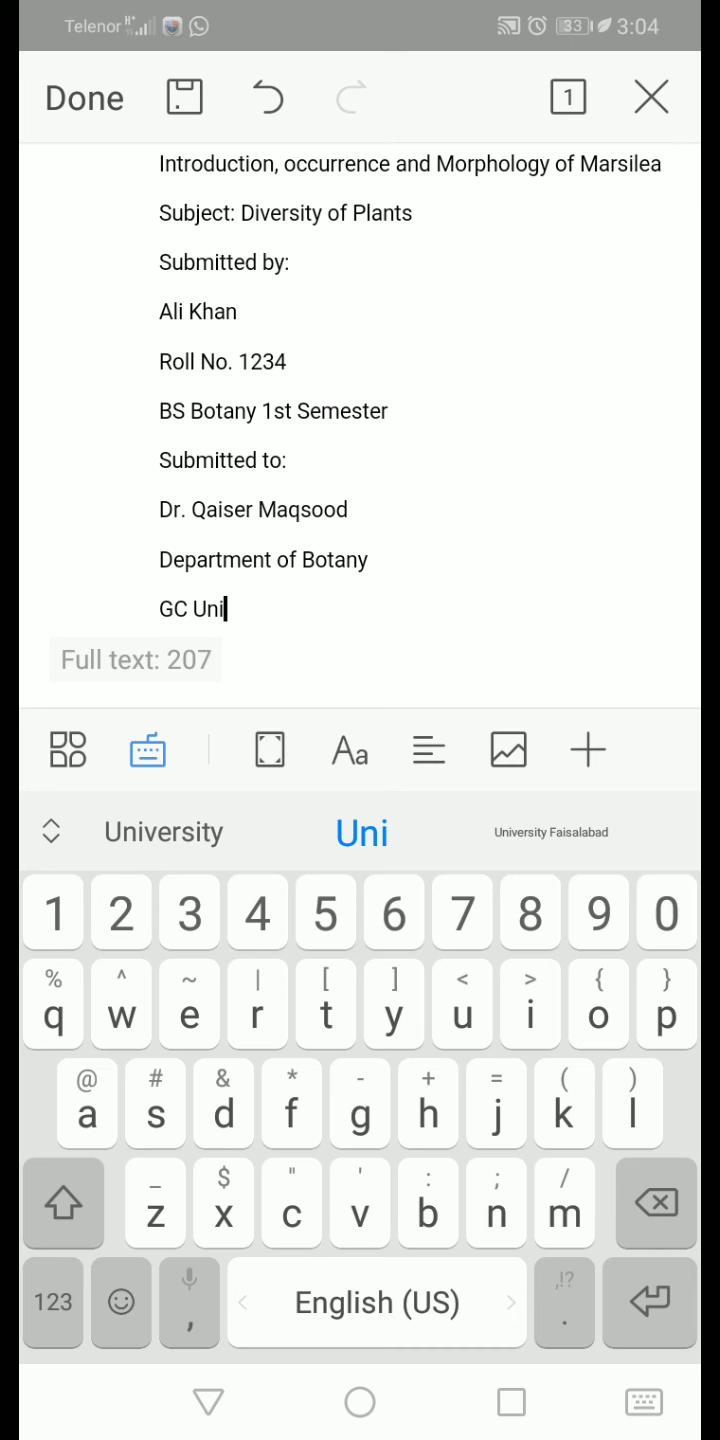 Telenor H+ 33 3:04
Done 1
Introduction, occurrence and Morphology of Marsilea
Subject: Diversity of Plants
Submitted by:
Ali Khan
Roll No. 1234
BS Botany 1st Semester
Submitted to:
Dr. Qaiser Maqsood
Department of Botany
GC Uni
Full text: 207
Aa
University Uni University Faisalabad
1 2 3 4 5 6 7 8 9 0
% ^ ~ | [ ] < > { }
q w e r t y u i o p
@ # & * - + = ( )
a s d f g h j k l
_ $ " ' : ; /
z x c v b n m
,!?
123 , English (US) .